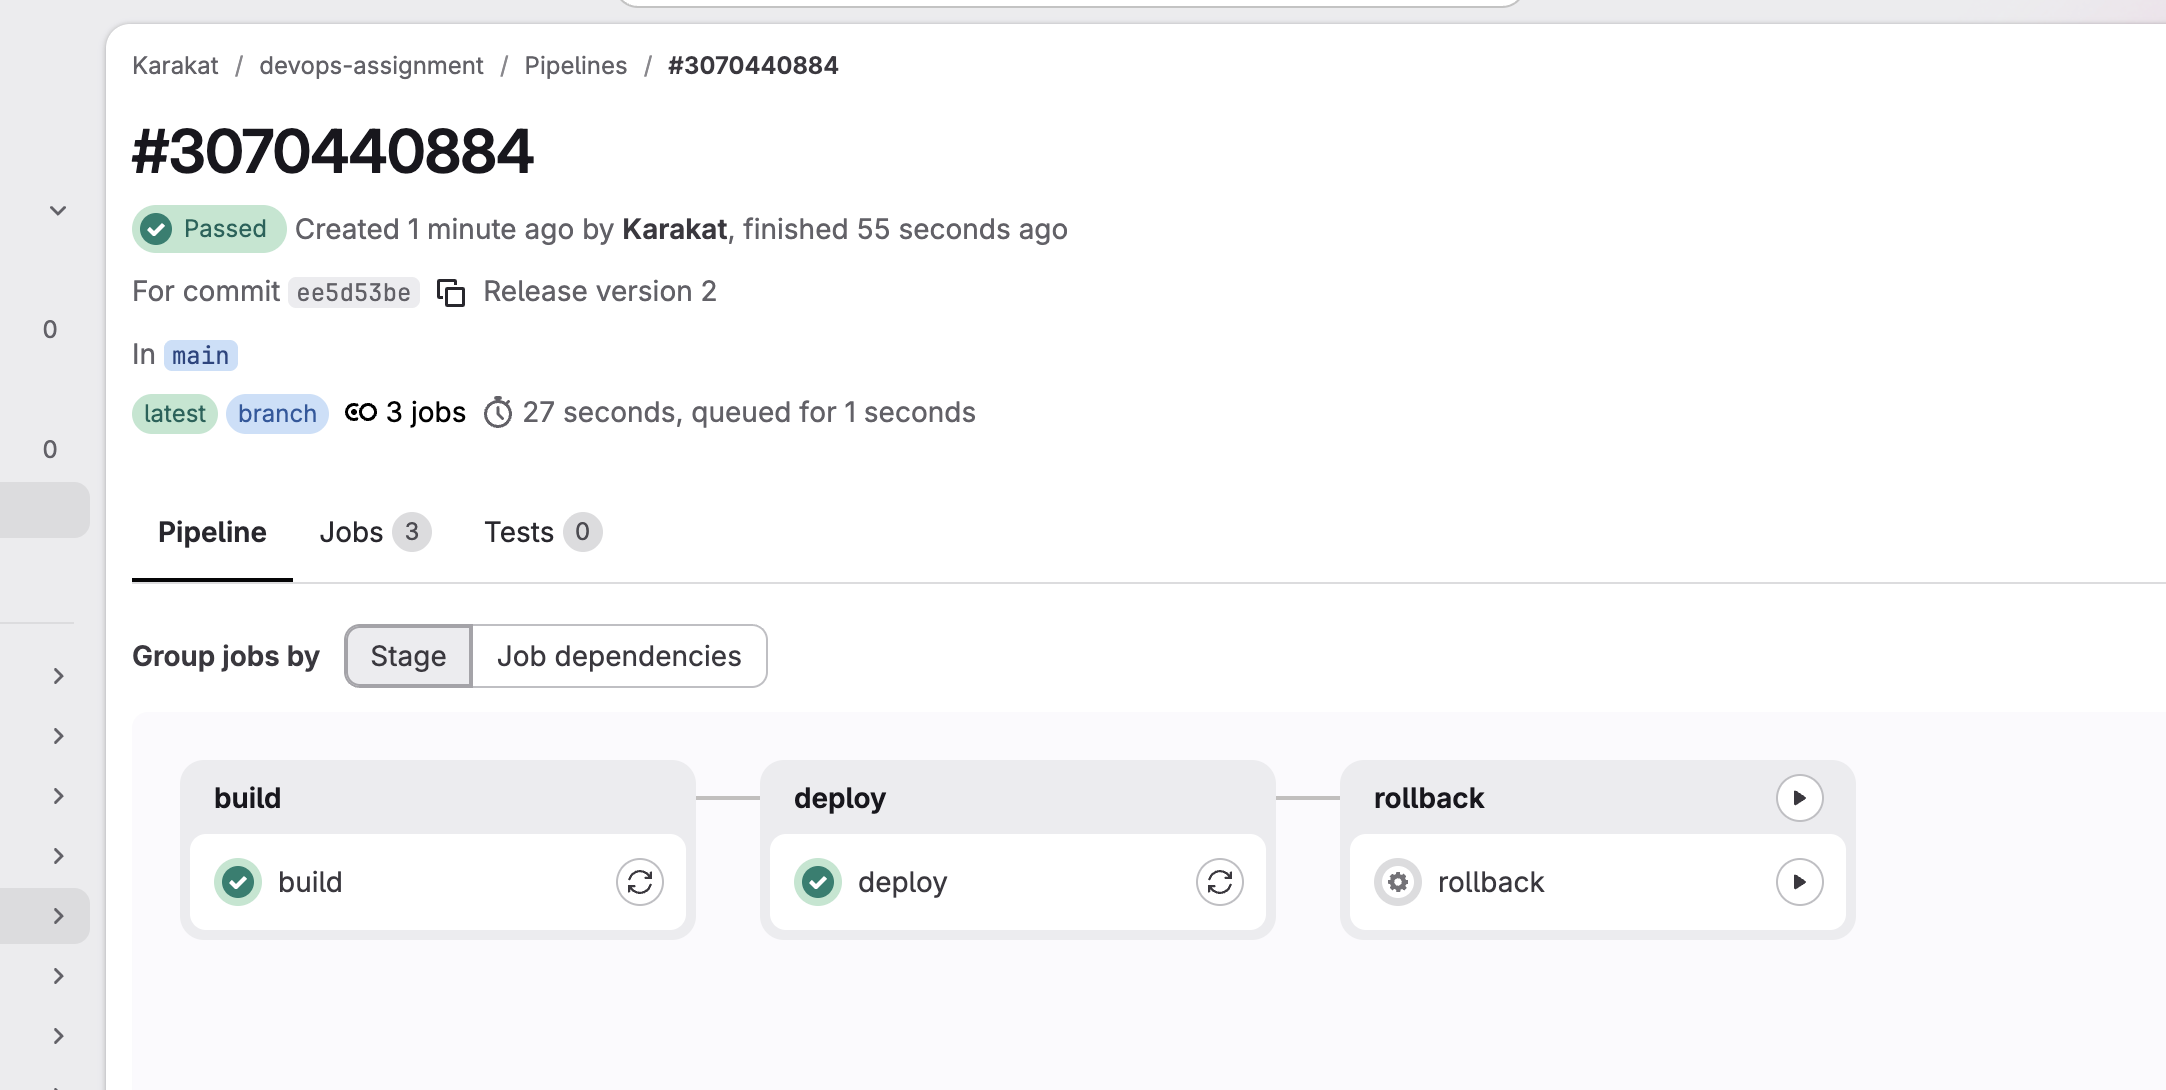 Karakat / devops-assignment / Pipelines / #3070440884
#3070440884
Passed Created 1 minute ago by Karakat, finished 55 seconds ago
For commit ee5d53be Release version 2
0
In main
latest branch 3 jobs 27 seconds, queued for 1 seconds
0
Pipeline Jobs 3 Tests 0
Group jobs by Stage Job dependencies
build deploy rollback
build deploy rollback